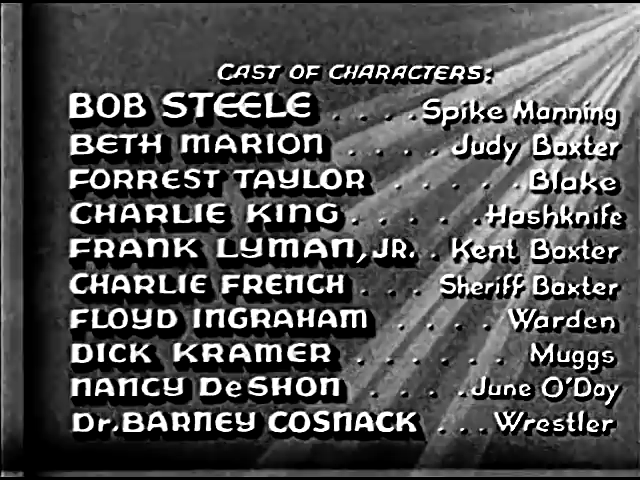 CAST OF CHARACTERS:
BOB STEELE . . . . Spike Manning
BETH MARION . . . . Judy Baxter
FORREST TAYLOR . . . . Blake
CHARLIE KING . . . . Hashknife
FRANK LYMAN, JR. . Kent Baxter
CHARLIE FRENCH . . . Sheriff Baxter
FLOYD INGRAHAM . . . . Warden
DICK KRAMER . . . . . Muggs
NANCY DeSHON . . . . June O'Day
Dr. BARNEY COSNACK . . . Wrestler